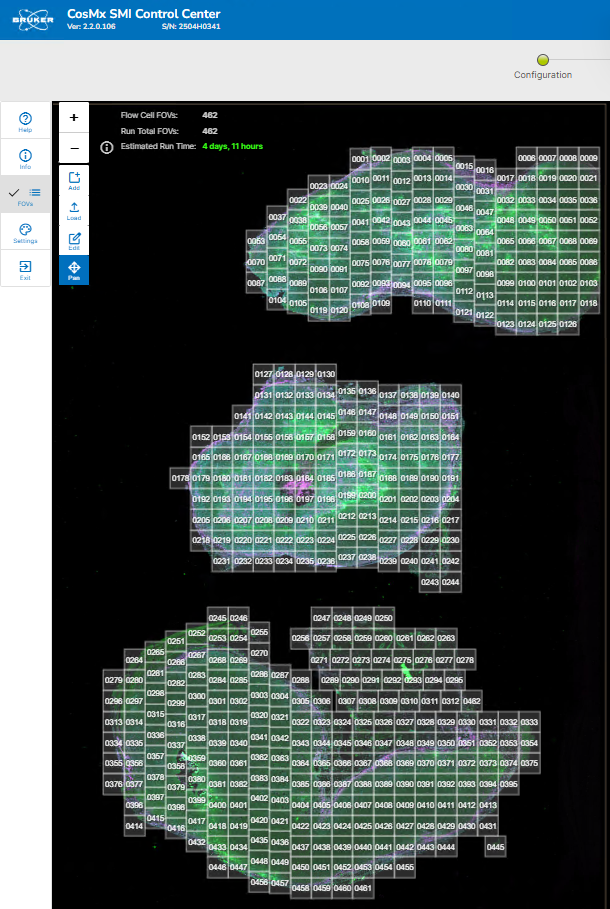 BRUKER
CosMx SMI Control Center
Ver: 2.2.0.106 S/N: 2504H0341
Configuration
Help
Info
FOVs
Settings
Exit
+
−
Add
Load
Edit
Pan
Flow Cell FOVs: 462
Run Total FOVs: 462
Estimated Run Time: 4 days, 11 hours
0001 0002 0003 0004 0005 0006 0007 0008 0009
0015 0016
0010 0011 0012 0013 0014 0017 0018 0019 0020 0021
0023 0024 0030 0031
0022 0039 0040 0025 0026 0027 0028 0029 0032 0033 0034 0035 0036
0037 0038 0056 0057 0041 0042 0043 0044 0045 0046 0047 0048 0049 0050 0051 0052
0053 0054 0055 0073 0074 0058 0059 0060 0061 0062 0063 0064 0065 0066 0067 0068 0069
0070 0071 0072 0090 0091 0075 0076 0077 0078 0079 0080 0081 0082 0083 0084 0085 0086
0087 0088 0089 0106 0107 0092 0093 0094 0095 0096 0097 0098 0099 0100 0101 0102 0103
0104 0105 0119 0120 0108 0109 0110 0111 0112 0113 0114 0115 0116 0117 0118
0121 0122 0123 0124 0125 0126
0127 0128 0129 0130
0131 0132 0133 0134 0135 0136 0137 0138 0139 0140
0141 0142 0143 0144 0145 0146 0147 0148 0149 0150 0151
0152 0153 0154 0155 0156 0157 0158 0159 0160 0161 0162 0163 0164
0165 0166 0167 0168 0169 0170 0171 0172 0173 0174 0175 0176 0177
0178 0179 0180 0181 0182 0183 0184 0185 0186 0187 0188 0189 0190 0191
0192 0193 0194 0195 0196 0197 0198 0199 0200 0201 0202 0203 0204
0205 0206 0207 0208 0209 0210 0211 0212 0213 0214 0215 0216 0217
0218 0219 0220 0221 0222 0223 0224 0225 0226 0227 0228 0229 0230
0231 0232 0233 0234 0235 0236 0237 0238 0239 0240 0241 0242
0243 0244
0245 0246 0247 0248 0249 0250
0251 0252 0253 0254 0255 0256 0257 0258 0259 0260 0261 0262 0263
0264 0265 0266 0267 0268 0269 0270 0271 0272 0273 0274 0275 0276 0277 0278
0279 0280 0281 0282 0283 0284 0285 0286 0287 0288 0289 0290 0291 0292 0293 0294 0295
0296 0297 0298 0299 0300 0301 0302 0303 0304 0305 0306 0307 0308 0309 0310 0311 0312 0462
0313 0314 0315 0316 0317 0318 0319 0320 0321 0322 0323 0324 0325 0326 0327 0328 0329 0330 0331 0332 0333
0334 0335 0336 0337 0338 0339 0340 0341 0342 0343 0344 0345 0346 0347 0348 0349 0350 0351 0352 0353 0354
0355 0356 0357 0358 0359 0360 0361 0362 0363 0364 0365 0366 0367 0368 0369 0370 0371 0372 0373 0374 0375
0376 0377 0378 0379 0380 0381 0382 0383 0384 0385 0386 0387 0388 0389 0390 0391 0392 0393 0394 0395
0396 0397 0398 0399 0400 0401 0402 0403 0404 0405 0406 0407 0408 0409 0410 0411 0412 0413
0414 0415 0416 0417 0418 0419 0420 0421 0422 0423 0424 0425 0426 0427 0428 0429 0430 0431
0432 0433 0434 0435 0436 0437 0438 0439 0440 0441 0442 0443 0444 0445
0446 0447 0448 0449 0450 0451 0452 0453 0454 0455
0456 0457 0458 0459 0460 0461